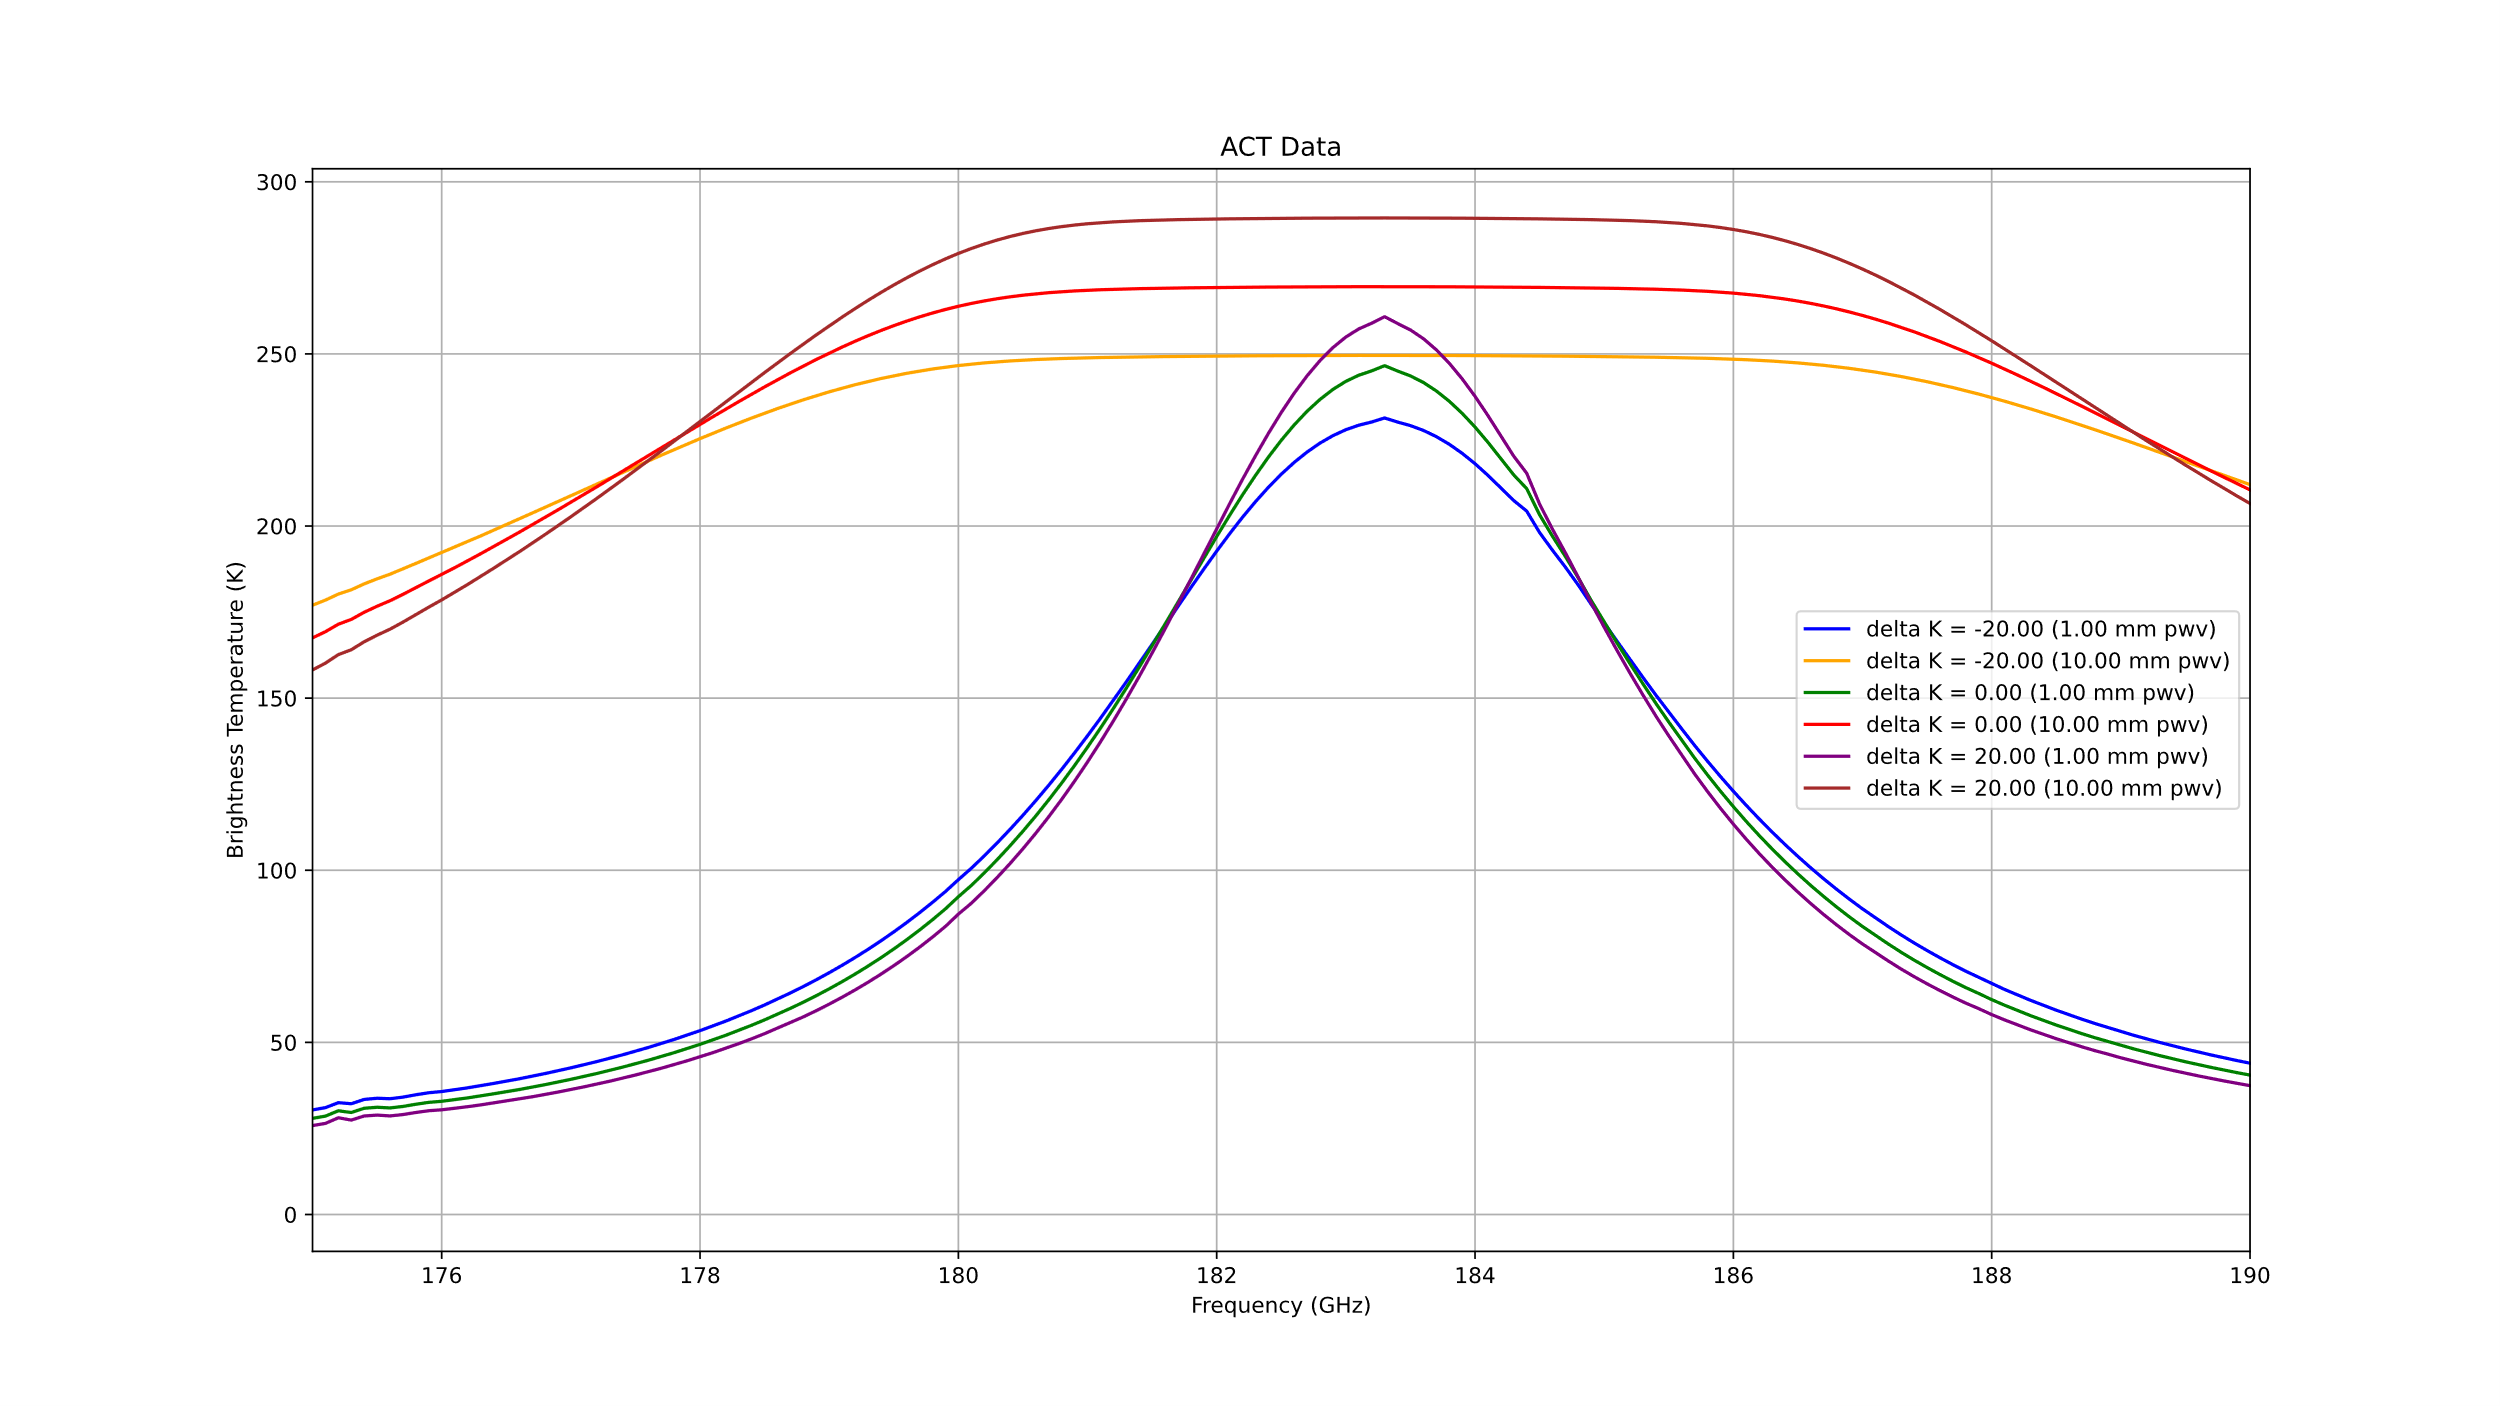 ACT Data
300
250
200
150
100
50
0
Brightness Temperature (K)
176 178 180 182 184 186 188 190
Frequency (GHz)
delta K = -20.00 (1.00 mm pwv)
delta K = -20.00 (10.00 mm pwv)
delta K = 0.00 (1.00 mm pwv)
delta K = 0.00 (10.00 mm pwv)
delta K = 20.00 (1.00 mm pwv)
delta K = 20.00 (10.00 mm pwv)